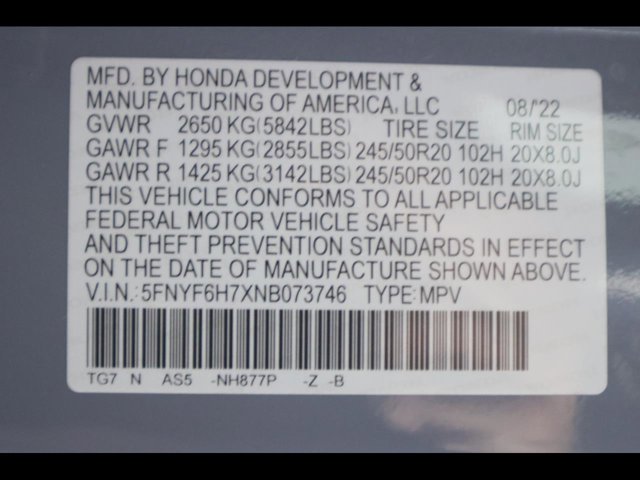 MFD. BY HONDA DEVELOPMENT &
MANUFACTURING OF AMERICA, LLC 08/'22
GVWR 2650 KG(5842LBS) TIRE SIZE RIM SIZE
GAWR F 1295 KG(2855LBS) 245/50R20 102H 20X8.0J
GAWR R 1425 KG(3142LBS) 245/50R20 102H 20X8.0J
THIS VEHICLE CONFORMS TO ALL APPLICABLE
FEDERAL MOTOR VEHICLE SAFETY
AND THEFT PREVENTION STANDARDS IN EFFECT
ON THE DATE OF MANUFACTURE SHOWN ABOVE.
V.I.N.:5FNYF6H7XNB073746 TYPE:MPV
TG7 N AS5 -NH877P -Z -B